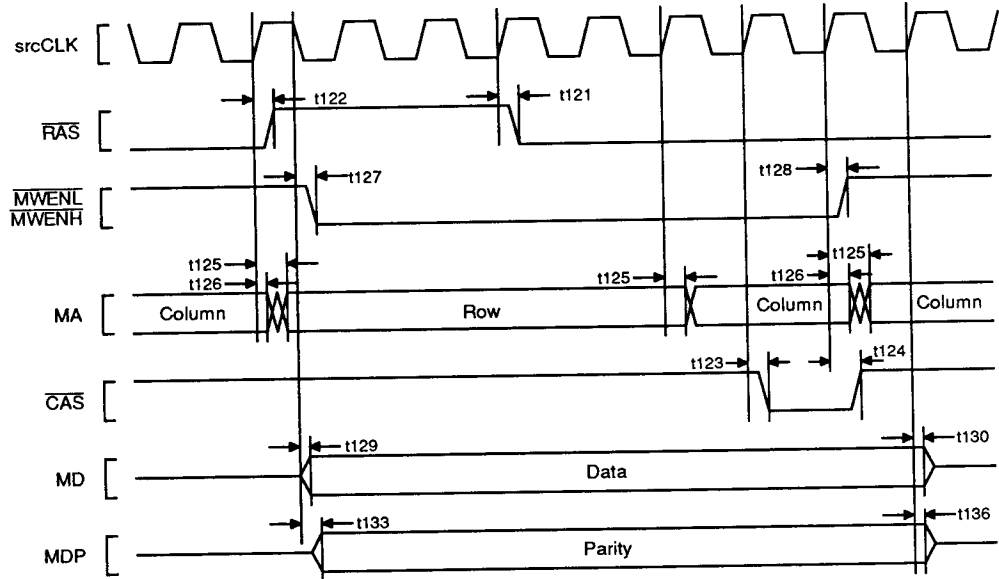 srcCLK
t122
t121
RAS
t127
t128
MWENL
MWENH
t125
t126
t125
t126
t125
MA
Column
Row
Column
Column
t123
t124
CAS
t129
t130
MD
Data
t133
t136
MDP
Parity